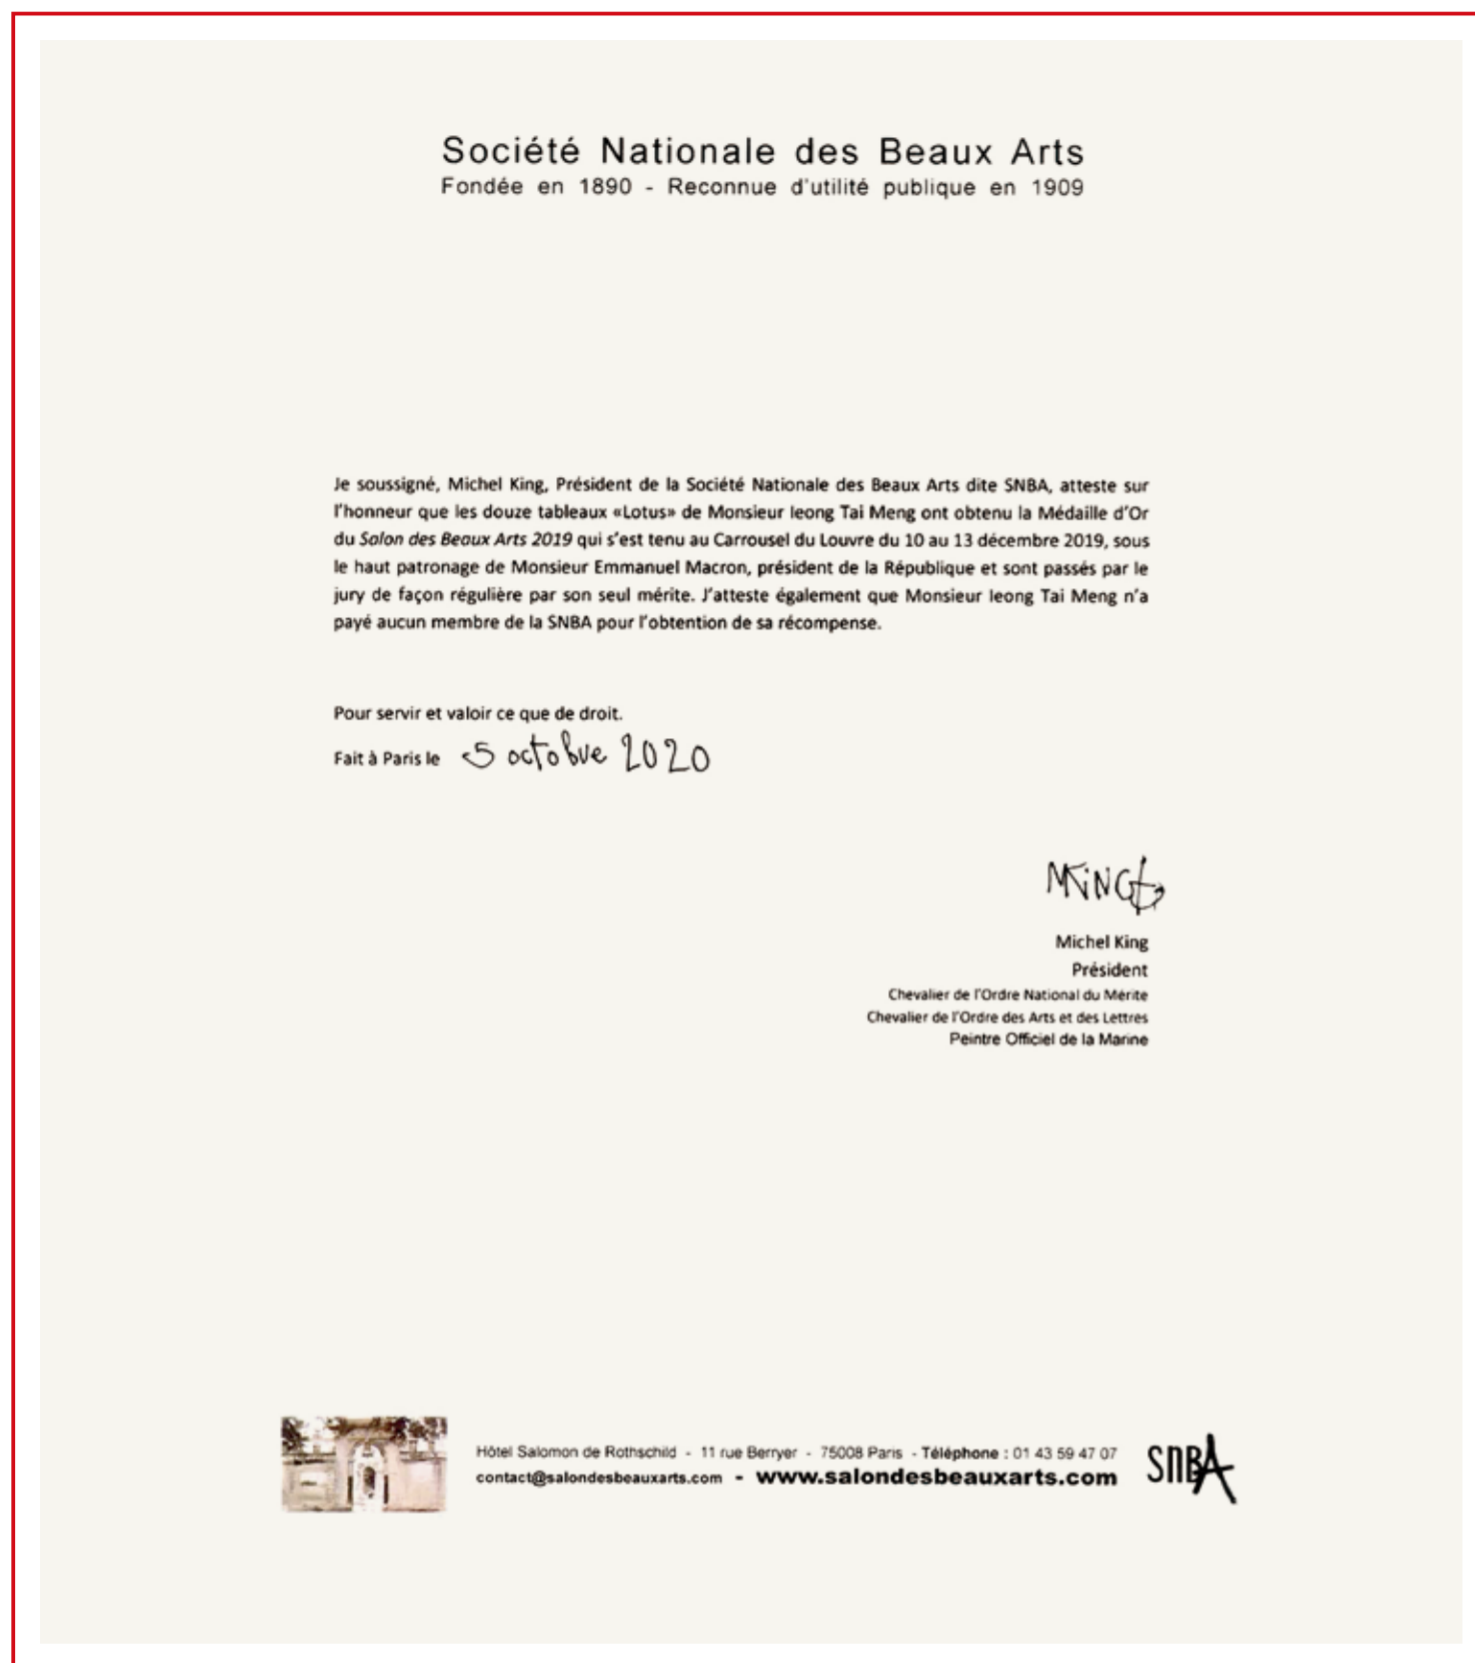 Société Nationale des Beaux Arts
Fondée en 1890 - Reconnue d'utilité publique en 1909
Je soussigné, Michel King, Président de la Société Nationale des Beaux Arts dite SNBA, atteste sur
l'honneur que les douze tableaux «Lotus» de Monsieur Ieong Tai Meng ont obtenu la Médaille d'Or
du Salon des Beaux Arts 2019 qui s'est tenu au Carrousel du Louvre du 10 au 13 décembre 2019, sous
le haut patronage de Monsieur Emmanuel Macron, président de la République et sont passés par le
jury de façon régulière par son seul mérite. J'atteste également que Monsieur Ieong Tai Meng n'a
payé aucun membre de la SNBA pour l'obtention de sa récompense.
Pour servir et valoir ce que de droit.
Fait à Paris le 5 octobre 2020
MKING
Michel King
Président
Chevalier de l'Ordre National du Mérite
Chevalier de l'Ordre des Arts et des Lettres
Peintre Officiel de la Marine
Hôtel Salomon de Rothschild - 11 rue Berryer - 75008 Paris - Téléphone : 01 43 59 47 07
contact@salondesbeauxarts.com - www.salondesbeauxarts.com
SNBA